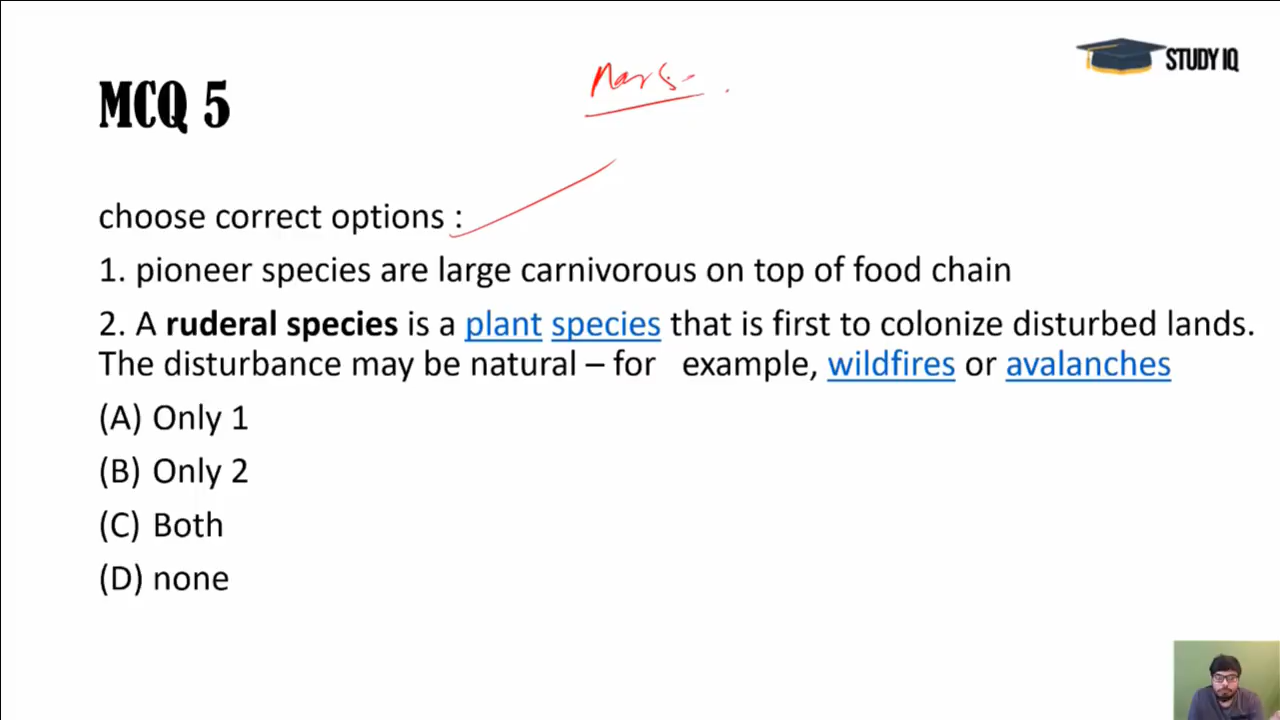 STUDY IQ
MCQ 5
choose correct options :
1. pioneer species are large carnivorous on top of food chain
2. A ruderal species is a plant species that is first to colonize disturbed lands.
The disturbance may be natural – for example, wildfires or avalanches
(A) Only 1
(B) Only 2
(C) Both
(D) none